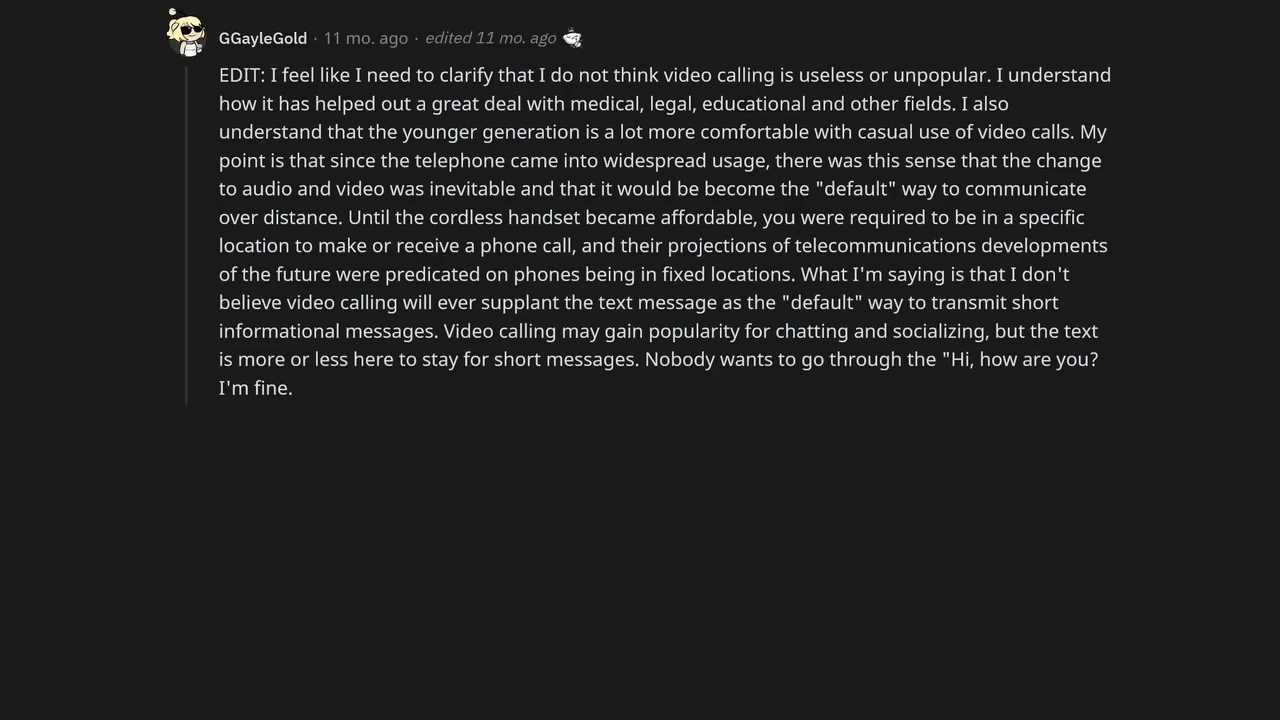 GGayleGold · 11 mo. ago · edited 11 mo. ago
EDIT: I feel like I need to clarify that I do not think video calling is useless or unpopular. I understand
how it has helped out a great deal with medical, legal, educational and other fields. I also
understand that the younger generation is a lot more comfortable with casual use of video calls. My
point is that since the telephone came into widespread usage, there was this sense that the change
to audio and video was inevitable and that it would be become the "default" way to communicate
over distance. Until the cordless handset became affordable, you were required to be in a specific
location to make or receive a phone call, and their projections of telecommunications developments
of the future were predicated on phones being in fixed locations. What I'm saying is that I don't
believe video calling will ever supplant the text message as the "default" way to transmit short
informational messages. Video calling may gain popularity for chatting and socializing, but the text
is more or less here to stay for short messages. Nobody wants to go through the "Hi, how are you?
I'm fine.